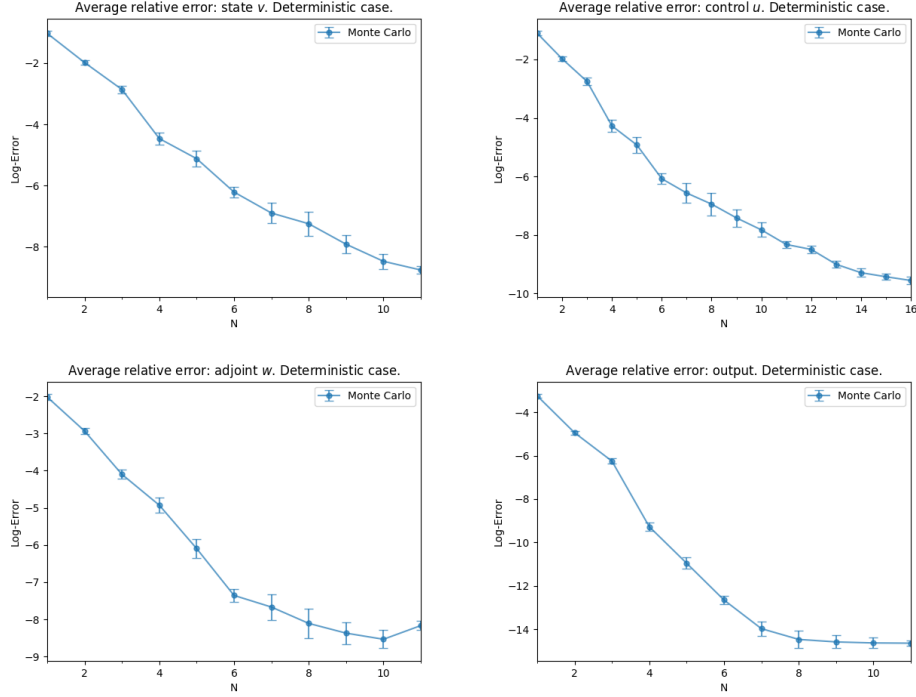 Average relative error: state v. Deterministic case.
Monte Carlo
Log-Error
−2
−4
−6
−8
2
4
6
8
10
N
Average relative error: control u. Deterministic case.
Monte Carlo
Log-Error
−2
−4
−6
−8
−10
2
4
6
8
10
12
14
16
N
Average relative error: adjoint w. Deterministic case.
Monte Carlo
Log-Error
−2
−3
−4
−5
−6
−7
−8
−9
2
4
6
8
10
N
Average relative error: output. Deterministic case.
Monte Carlo
Log-Error
−4
−6
−8
−10
−12
−14
2
4
6
8
10
N